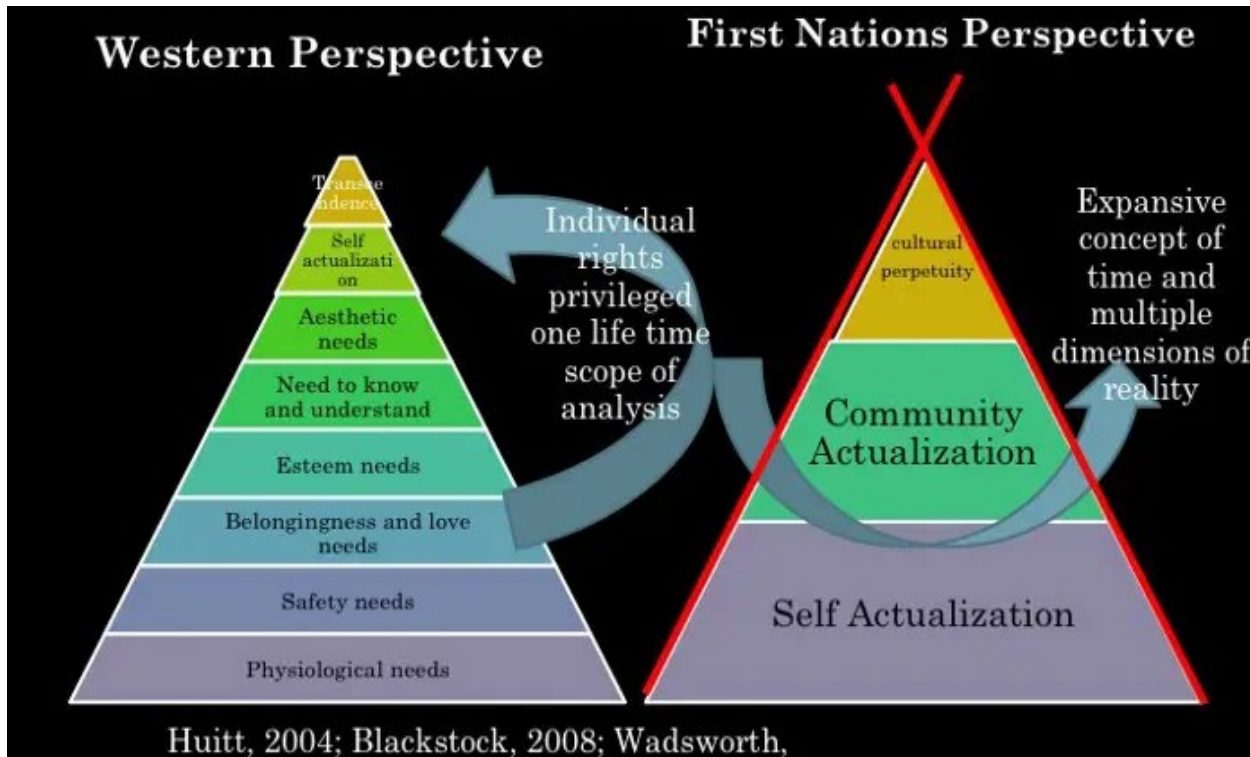 Western Perspective
Transce
ndence
Self
actualizati
on
Aesthetic
needs
Need to know
and understand
Esteem needs
Belongingness and love
needs
Safety needs
Physiological needs
Individual
rights
privileged
one life time
scope of
analysis
First Nations Perspective
cultural
perpetuity
Community
Actualization
Self Actualization
Expansive
concept of
time and
multiple
dimensions of
reality
Huitt, 2004; Blackstock, 2008; Wadsworth,